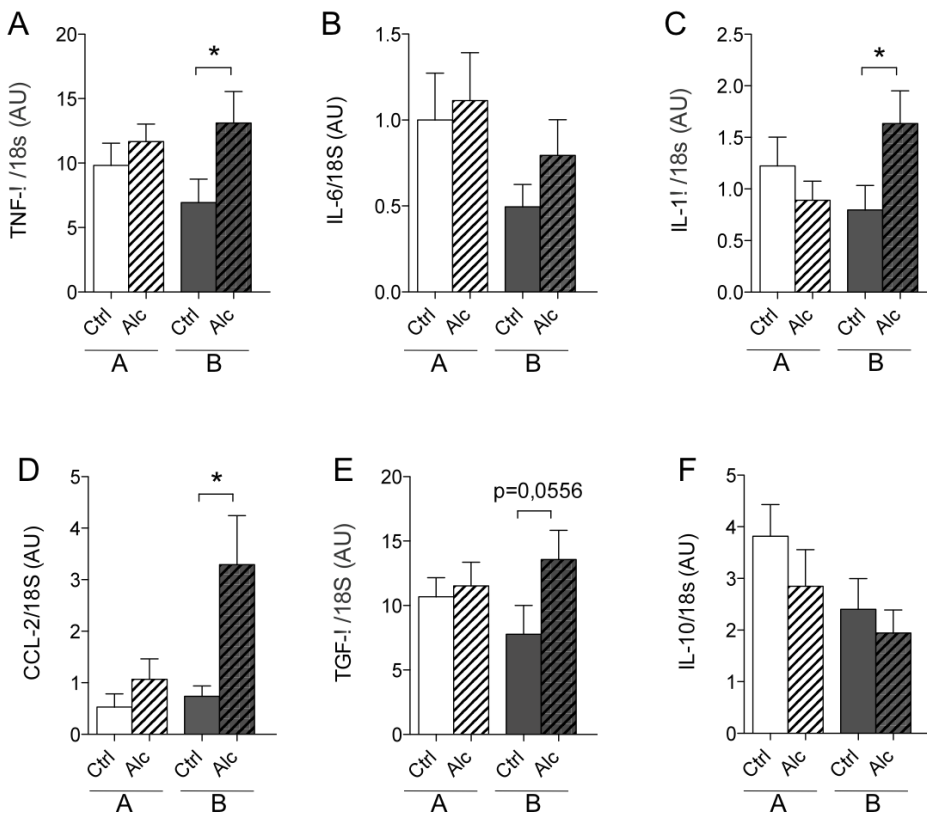 A
TNF-! /18s (AU)
20
15
10
5
0
*
Ctrl
Alc
Ctrl
Alc
A
B
B
IL-6/18S (AU)
1.5
1.0
0.5
0.0
Ctrl
Alc
Ctrl
Alc
A
B
C
IL-1! /18s (AU)
2.5
2.0
1.5
1.0
0.5
0.0
*
Ctrl
Alc
Ctrl
Alc
A
B
D
CCL-2/18S (AU)
5
4
3
2
1
0
*
Ctrl
Alc
Ctrl
Alc
A
B
E
TGF-! /18S (AU)
20
15
10
5
0
p=0,0556
Ctrl
Alc
Ctrl
Alc
A
B
F
IL-10/18s (AU)
5
4
3
2
1
0
Ctrl
Alc
Ctrl
Alc
A
B